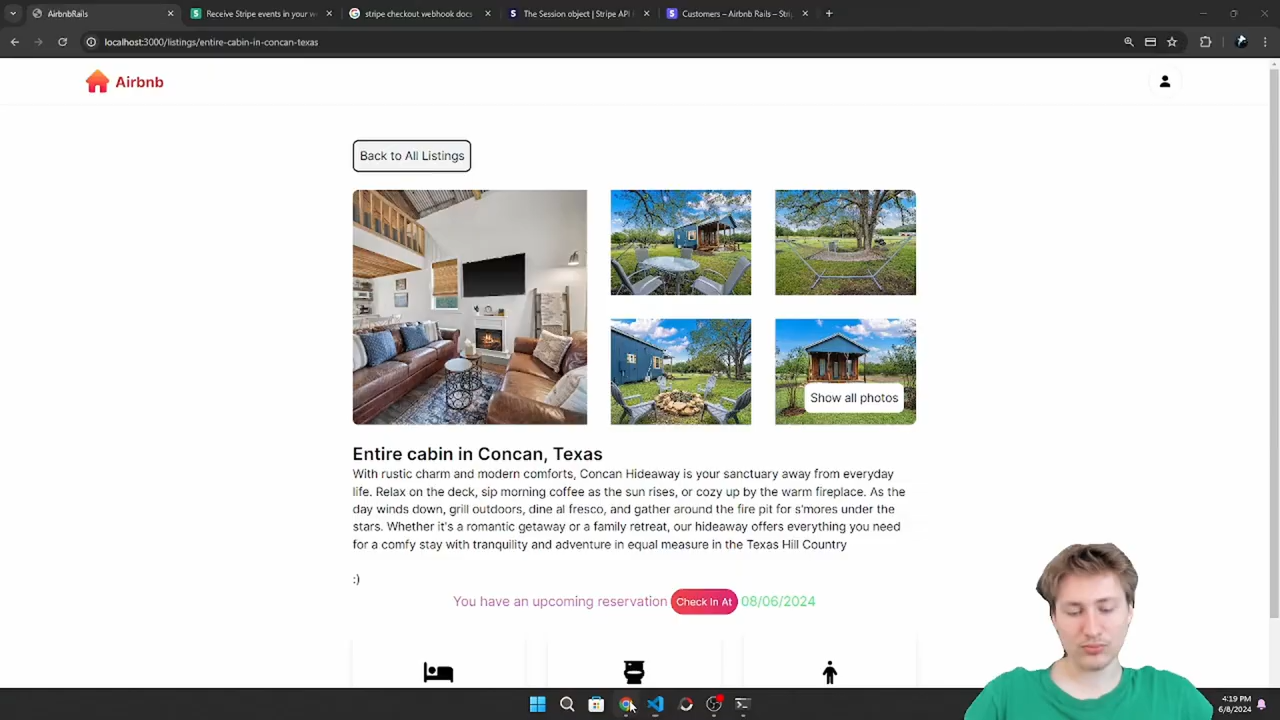 AirbnbRails
Receive Stripe events in your we
stripe checkout webhook docs
The Session object | Stripe API
Customers – Airbnb Rails – Strip
localhost:3000/listings/entire-cabin-in-concan-texas
Airbnb
Back to All Listings
Show all photos
Entire cabin in Concan, Texas
With rustic charm and modern comforts, Concan Hideaway is your sanctuary away from everyday
life. Relax on the deck, sip morning coffee as the sun rises, or cozy up by the warm fireplace. As the
day winds down, grill outdoors, dine al fresco, and gather around the fire pit for s'mores under the
stars. Whether it's a romantic getaway or a family retreat, our hideaway offers everything you need
for a comfy stay with tranquility and adventure in equal measure in the Texas Hill Country
:)
You have an upcoming reservation Check In At 08/06/2024
4:19 PM
6/8/2024